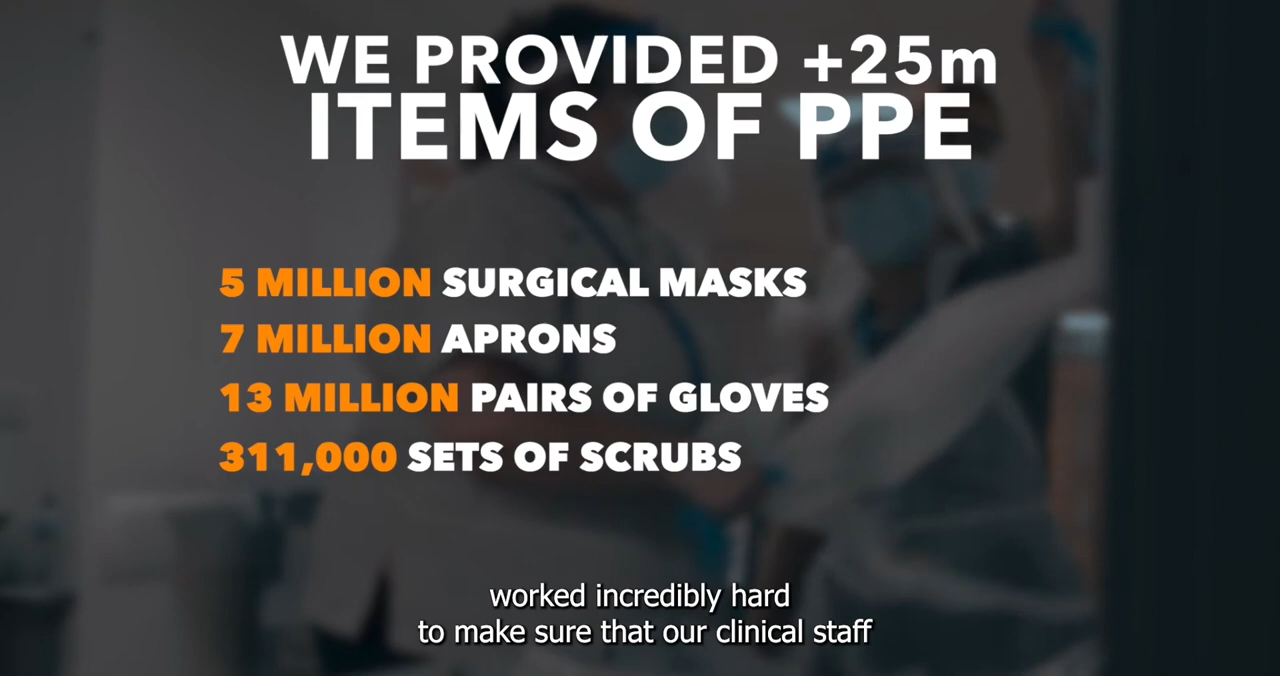 WE PROVIDED +25m
ITEMS OF PPE
5 MILLION SURGICAL MASKS
7 MILLION APRONS
13 MILLION PAIRS OF GLOVES
311,000 SETS OF SCRUBS
worked incredibly hard
to make sure that our clinical staff